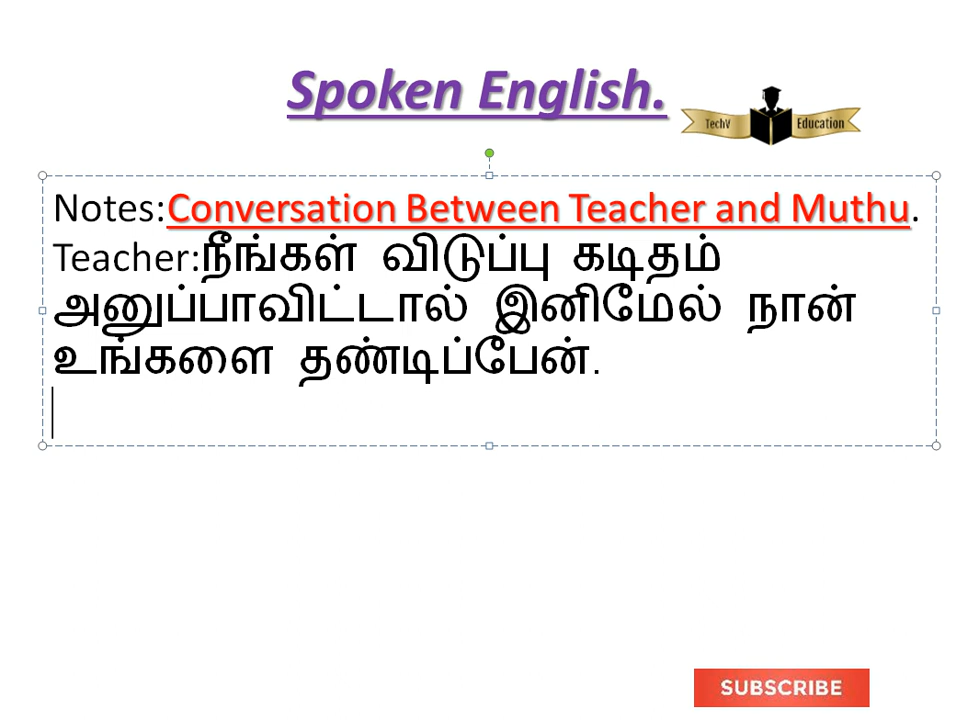 Spoken English.
TechV Education
Notes:Conversation Between Teacher and Muthu.
Teacher:நீங்கள் விடுப்பு கடிதம்
அனுப்பாவிட்டால் இனிமேல் நான்
உங்களை தண்டிப்பேன்.
SUBSCRIBE